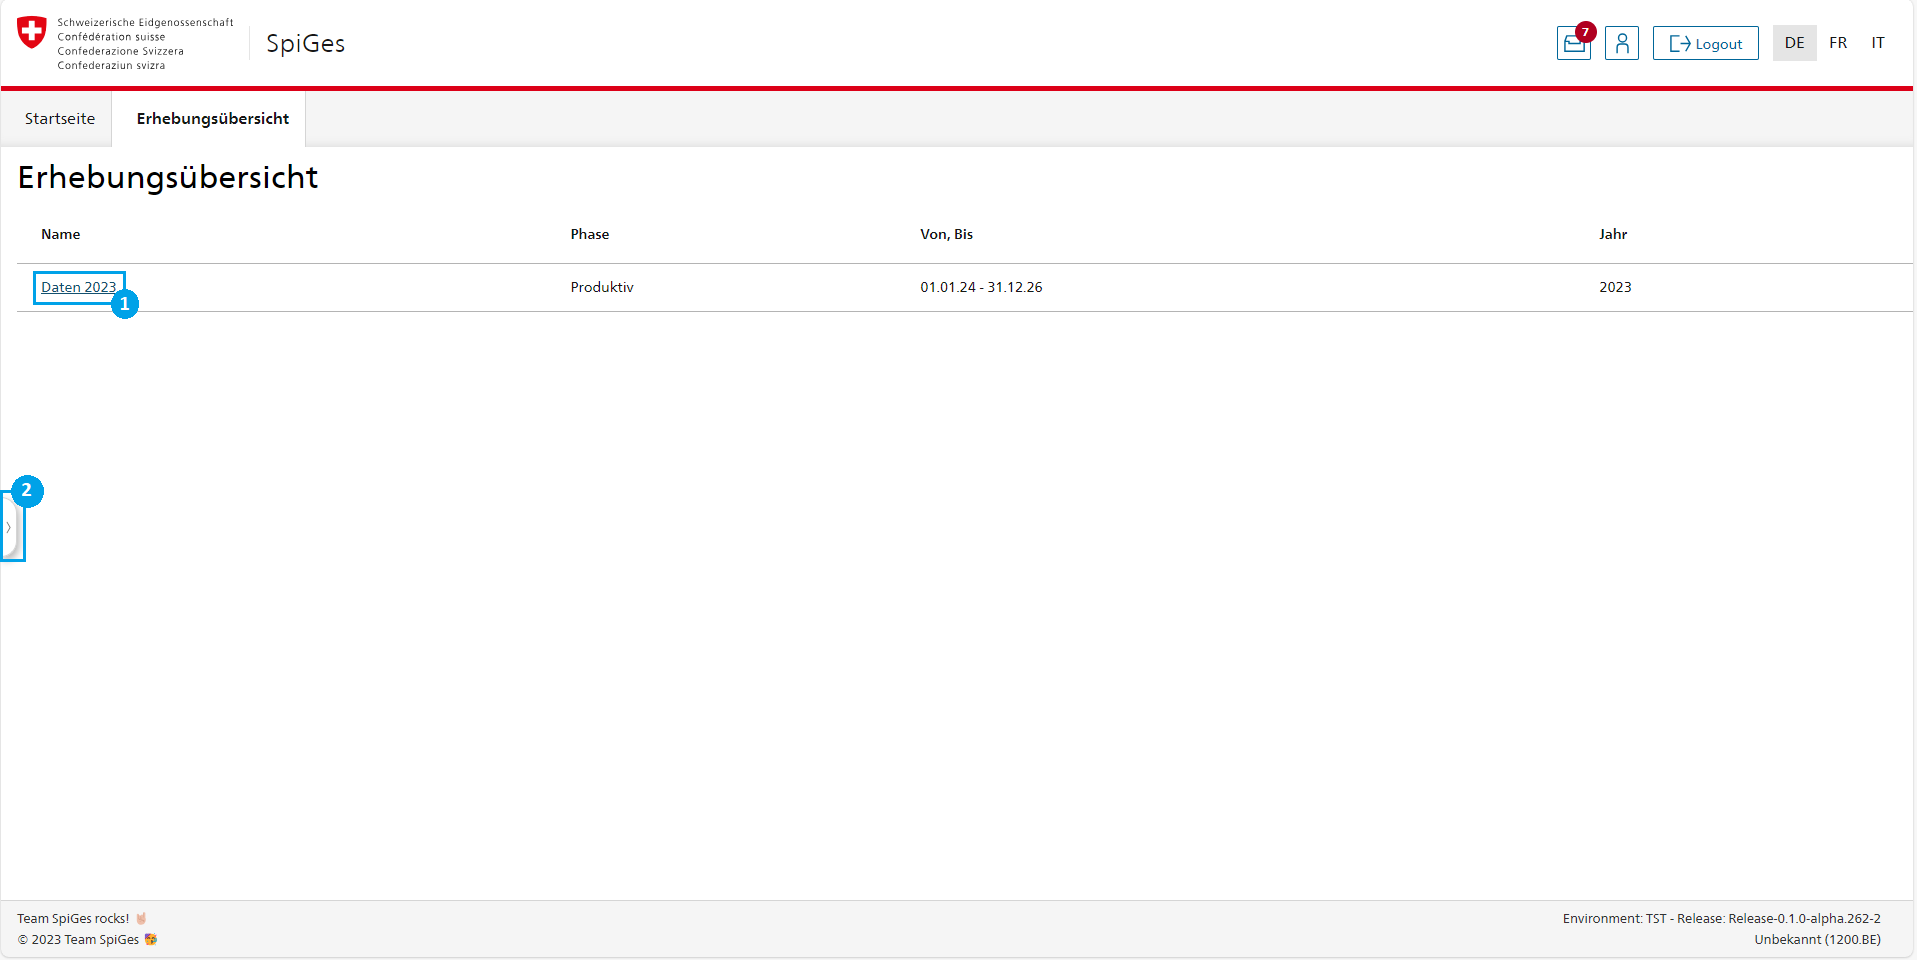 Schweizerische Eidgenossenschaft
Confédération suisse
Confederazione Svizzera
Confederaziun svizra
SpiGes
7
Logout
DE FR IT
Startseite Erhebungsübersicht
Erhebungsübersicht
Name Phase Von, Bis Jahr
Daten 2023 Produktiv 01.01.24 - 31.12.26 2023
1
2
Team SpiGes rocks! 🤘🏻
Environment: TST - Release: Release-0.1.0-alpha.262-2
© 2023 Team SpiGes 🥳
Unbekannt (1200.BE)